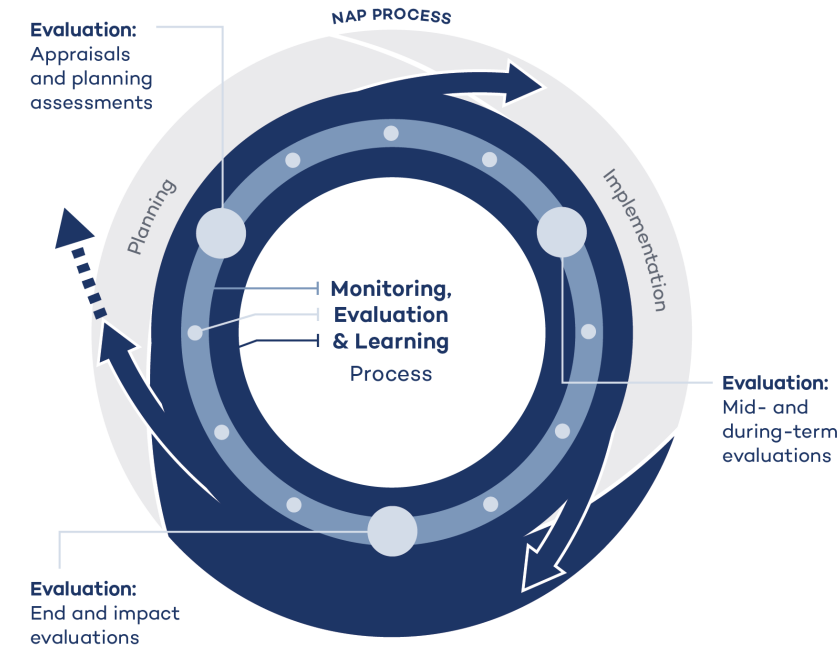 NAP PROCESS
Evaluation:
Appraisals
and planning
assessments
Planning
Implementation
Monitoring,
Evaluation
& Learning
Process
Evaluation:
Mid- and
during-term
evaluations
Evaluation:
End and impact
evaluations